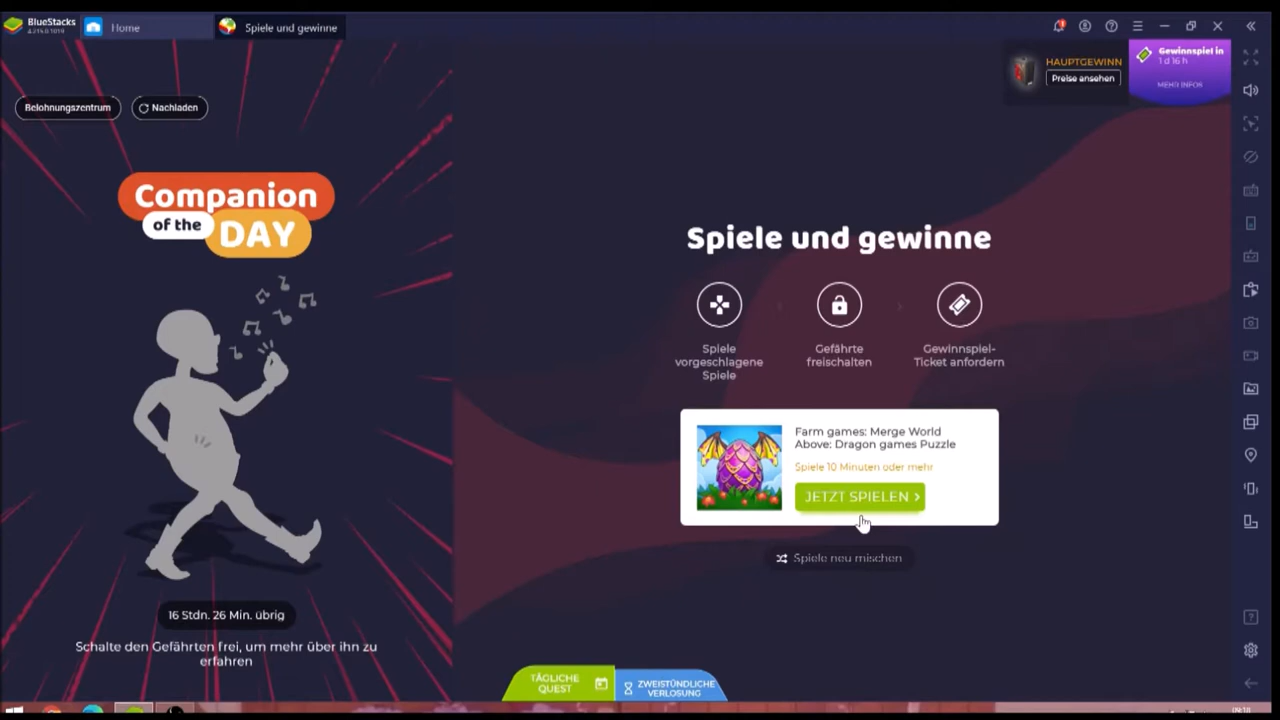 BlueStacks
Home
Spiele und gewinne
HAUPTGEWINN
Preise ansehen
Gewinnspiel in
1 d 16 h
MEHR INFOS
Belohnungszentrum
Nachladen
Companion
of the
DAY
16 Stdn. 26 Min. übrig
Schalte den Gefährten frei, um mehr über ihn zu
erfahren
Spiele und gewinne
Spiele
vorgeschlagene
Spiele
Gefährte
freischalten
Gewinnspiel-
Ticket anfordern
Farm games: Merge World
Above: Dragon games Puzzle
Spiele 10 Minuten oder mehr
JETZT SPIELEN
Spiele neu mischen
TÄGLICHE
QUEST
ZWEISTÜNDLICHE
VERLOSUNG